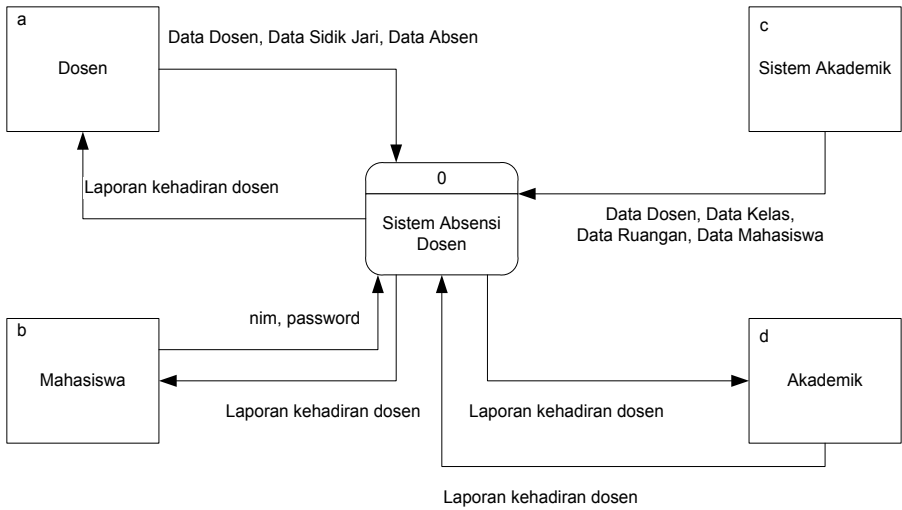 a
Dosen
Data Dosen, Data Sidik Jari, Data Absen
c
Sistem Akademik
Laporan kehadiran dosen
0
Sistem Absensi
Dosen
Data Dosen, Data Kelas,
Data Ruangan, Data Mahasiswa
b
Mahasiswa
nim, password
Laporan kehadiran dosen
d
Akademik
Laporan kehadiran dosen
Laporan kehadiran dosen